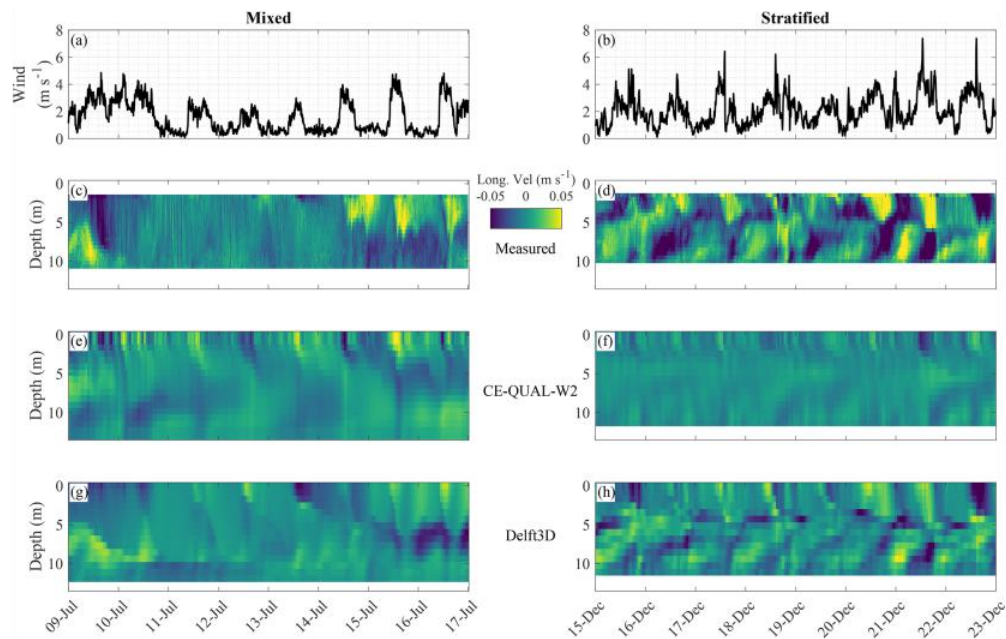 Mixed
Stratified
(a)
8
6
4
2
0
Wind
(m s⁻¹)
(b)
8
6
4
2
0
(c)
0
5
10
Depth (m)
Long. Vel (m s⁻¹)
-0.05 0 0.05
Measured
(d)
0
5
10
(e)
0
5
10
Depth (m)
CE-QUAL-W2
(f)
0
5
10
(g)
0
5
10
Depth (m)
Delft3D
(h)
0
5
10
09-Jul
10-Jul
11-Jul
12-Jul
13-Jul
14-Jul
15-Jul
16-Jul
17-Jul
15-Dec
16-Dec
17-Dec
18-Dec
19-Dec
20-Dec
21-Dec
22-Dec
23-Dec